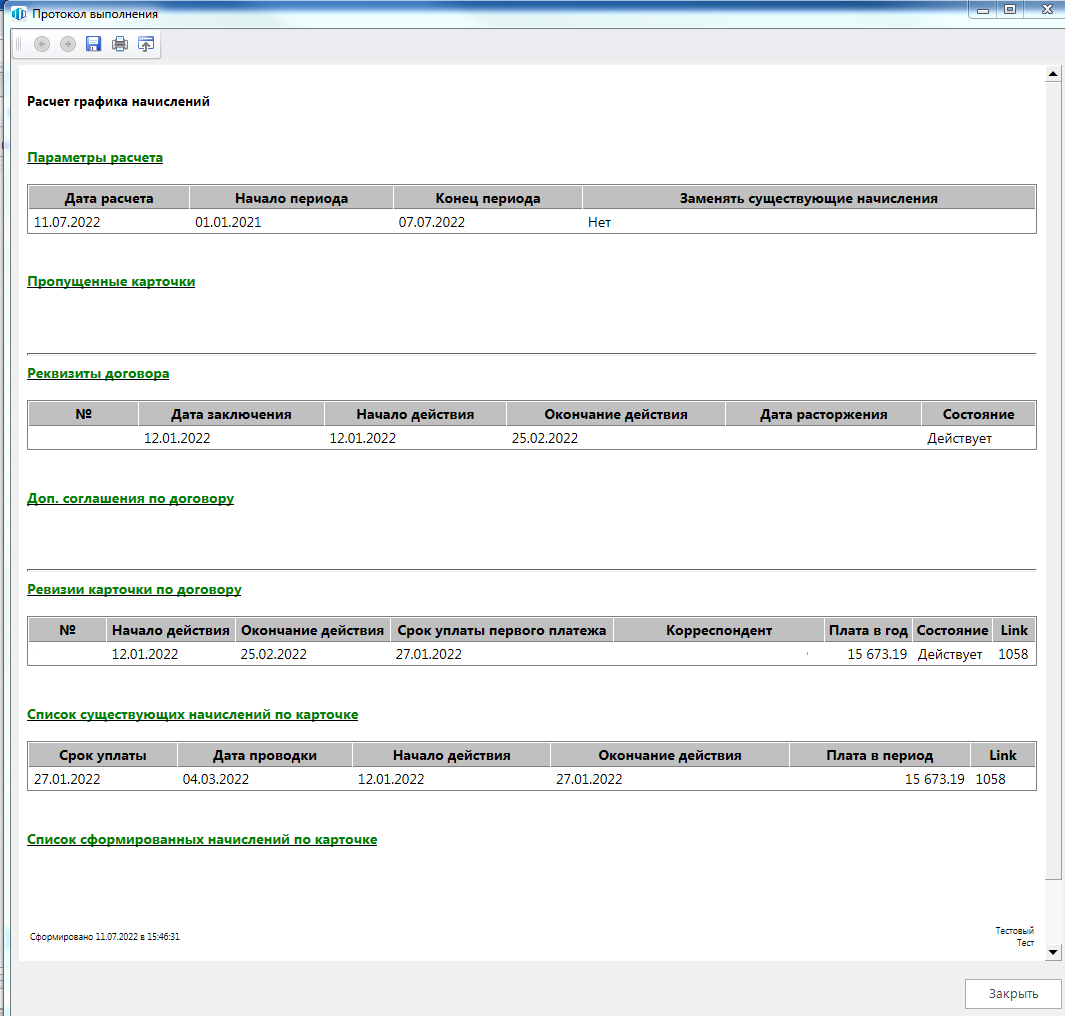 Протокол выполнения
Расчет графика начислений
Параметры расчета
Дата расчета Начало периода Конец периода Заменять существующие начисления
11.07.2022 01.01.2021 07.07.2022 Нет
Пропущенные карточки
Реквизиты договора
№ Дата заключения Начало действия Окончание действия Дата расторжения Состояние
12.01.2022 12.01.2022 25.02.2022 Действует
Доп. соглашения по договору
Ревизии карточки по договору
№ Начало действия Окончание действия Срок уплаты первого платежа Корреспондент Плата в год Состояние Link
12.01.2022 25.02.2022 27.01.2022 15 673.19 Действует 1058
Список существующих начислений по карточке
Срок уплаты Дата проводки Начало действия Окончание действия Плата в период Link
27.01.2022 04.03.2022 12.01.2022 27.01.2022 15 673.19 1058
Список сформированных начислений по карточке
Сформировано 11.07.2022 в 15:46:31
Тестовый
Тест
Закрыть